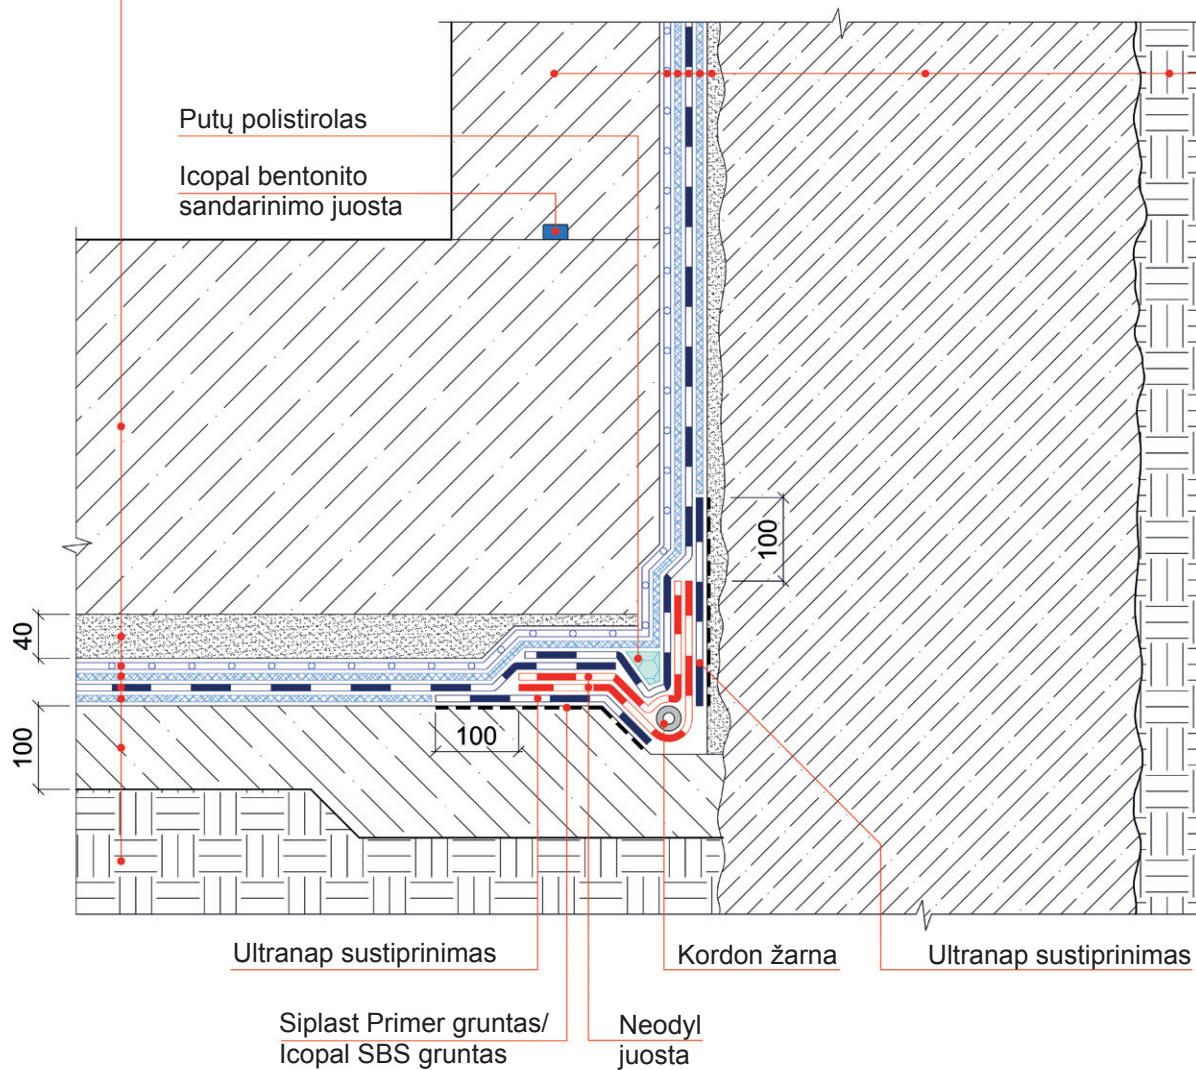 Putų polistirolas
Icopal bentonito
sandarinimo juosta
100
40
100
100
Ultranap sustiprinimas
Kordon žarna
Ultranap sustiprinimas
Siplast Primer gruntas/
Icopal SBS gruntas
Neodyl
juosta